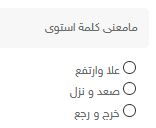 مامعنى كلمة استوى
علا وارتفع
صعد و نزل
خرج و رجع